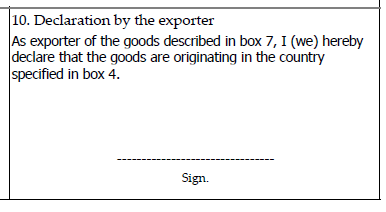 10. Declaration by the exporter
As exporter of the goods described in box 7, I (we) hereby
declare that the goods are originating in the country
specified in box 4.
--------------------------------
Sign.